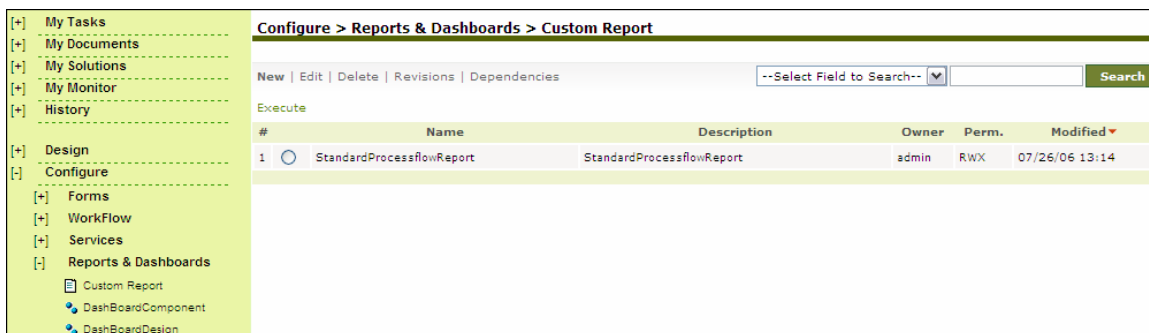 [+] My Tasks
[+] My Documents
[+] My Solutions
[+] My Monitor
[+] History
[+] Design
[-] Configure
[+] Forms
[+] WorkFlow
[+] Services
[-] Reports & Dashboards
Custom Report
DashBoardComponent
DashBoardDesign
Configure > Reports & Dashboards > Custom Report
New | Edit | Delete | Revisions | Dependencies --Select Field to Search-- Search
Execute
# Name Description Owner Perm. Modified
1 StandardProcessflowReport StandardProcessflowReport admin RWX 07/26/06 13:14